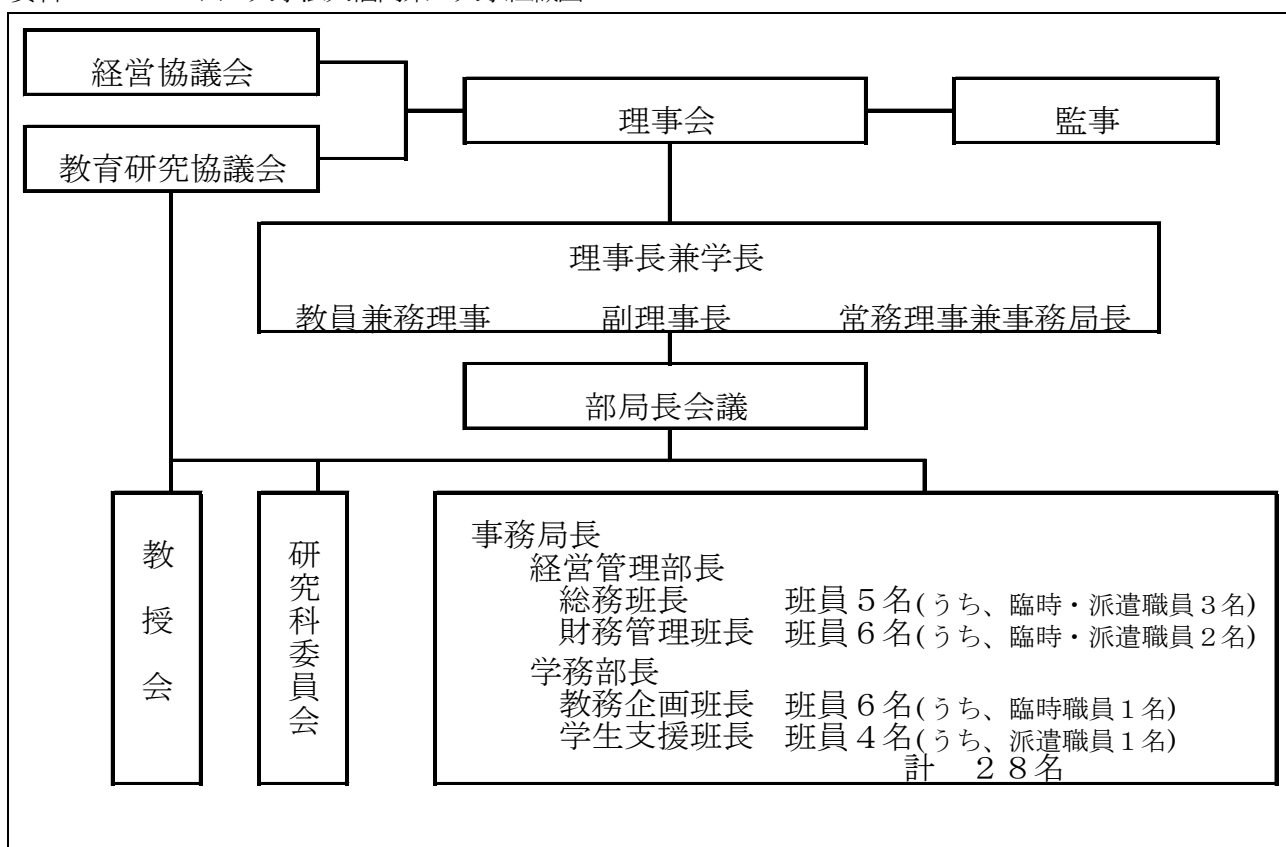 経営協議会
理事会
監事
教育研究協議会
理事長兼学長
教員兼務理事　副理事長　常務理事兼事務局長
部局長会議
教授会
研究科委員会
事務局長
経営管理部長
総務班長　班員５名(うち、臨時・派遣職員３名)
財務管理班長　班員６名(うち、臨時・派遣職員２名)
学務部長
教務企画班長　班員６名(うち、臨時職員１名)
学生支援班長　班員４名(うち、派遣職員１名)
計　２８名